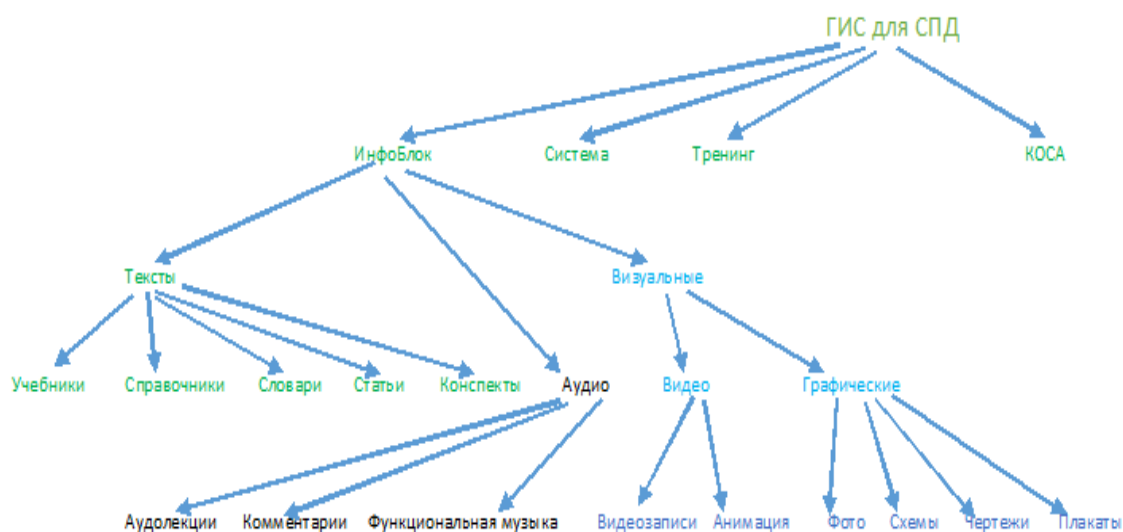 ГИС для СПД
ИнфоБлок
Система
Тренинг
КОСА
Тексты
Визуальные
Учебники
Справочники
Словари
Статьи
Конспекты
Аудио
Видео
Графические
Аудолекции
Комментарии
Функциональная музыка
Видеозаписи
Анимация
Фото
Схемы
Чертежи
Плакаты